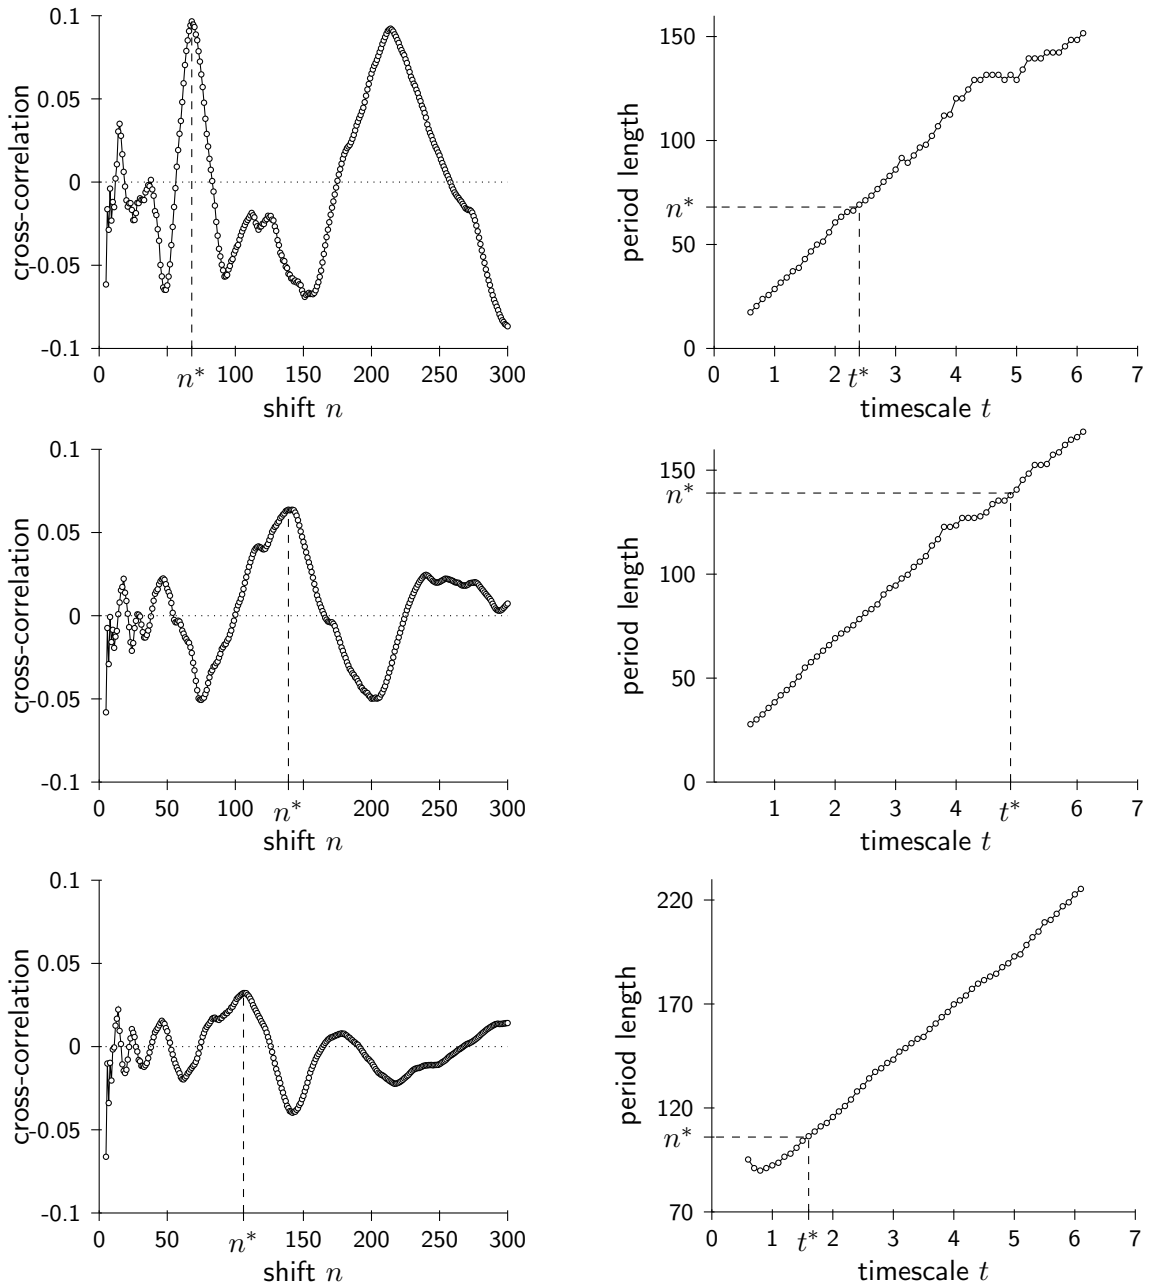 0.1
0.05
0
-0.05
-0.1
cross-correlation
0 n* 100 150 200 250 300
shift n
150
100
n*
50
0
period length
0 1 2 t* 3 4 5 6 7
timescale t
0.1
0.05
0
-0.05
-0.1
cross-correlation
0 50 100 n* 150 200 250 300
shift n
150
n*
100
50
0
period length
1 2 3 4 t* 6 7
timescale t
0.1
0.05
0
-0.05
-0.1
cross-correlation
0 50 n* 150 200 250 300
shift n
220
170
120
n*
70
period length
0 1 t* 2 3 4 5 6 7
timescale t